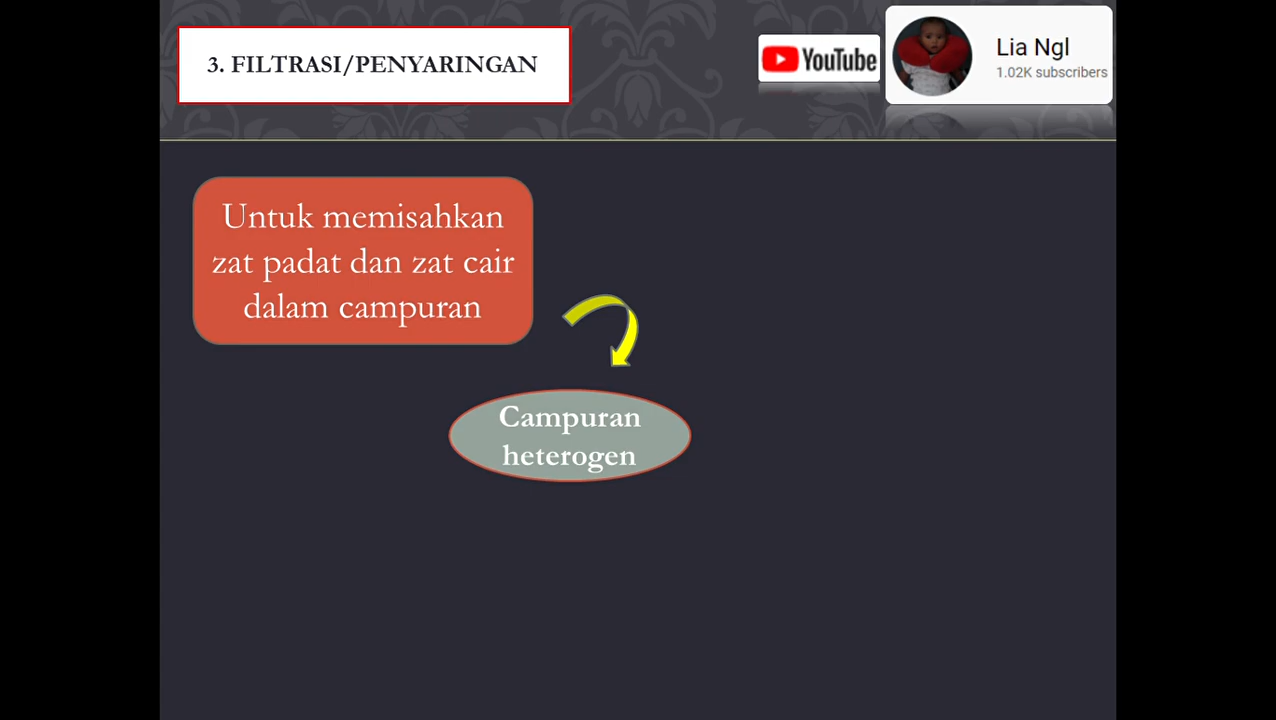 3. FILTRASI/PENYARINGAN
YouTube
Lia Ngl
1.02K subscribers
Untuk memisahkan
zat padat dan zat cair
dalam campuran
Campuran
heterogen